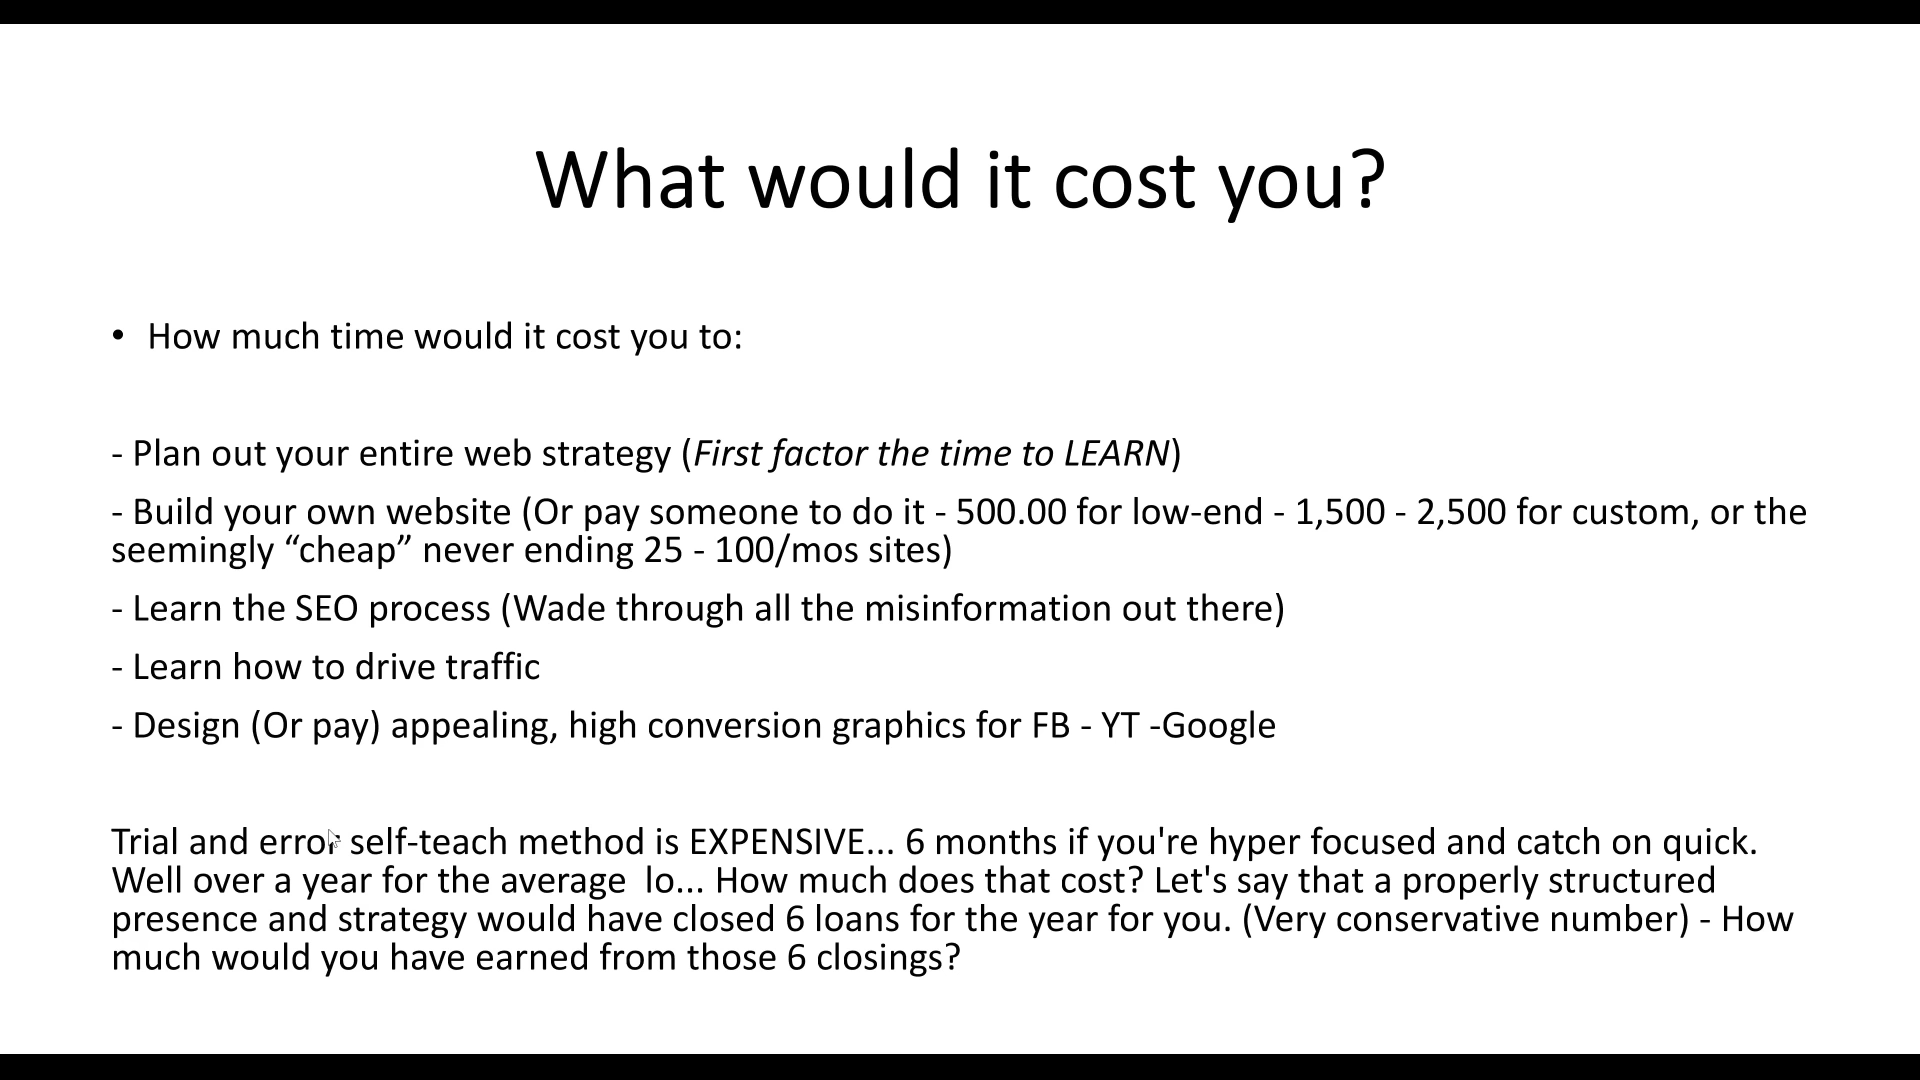 What would it cost you?
• How much time would it cost you to:
- Plan out your entire web strategy (First factor the time to LEARN)
- Build your own website (Or pay someone to do it - 500.00 for low-end - 1,500 - 2,500 for custom, or the
seemingly “cheap” never ending 25 - 100/mos sites)
- Learn the SEO process (Wade through all the misinformation out there)
- Learn how to drive traffic
- Design (Or pay) appealing, high conversion graphics for FB - YT -Google
Trial and error self-teach method is EXPENSIVE... 6 months if you're hyper focused and catch on quick.
Well over a year for the average  lo... How much does that cost? Let's say that a properly structured
presence and strategy would have closed 6 loans for the year for you. (Very conservative number) - How
much would you have earned from those 6 closings?